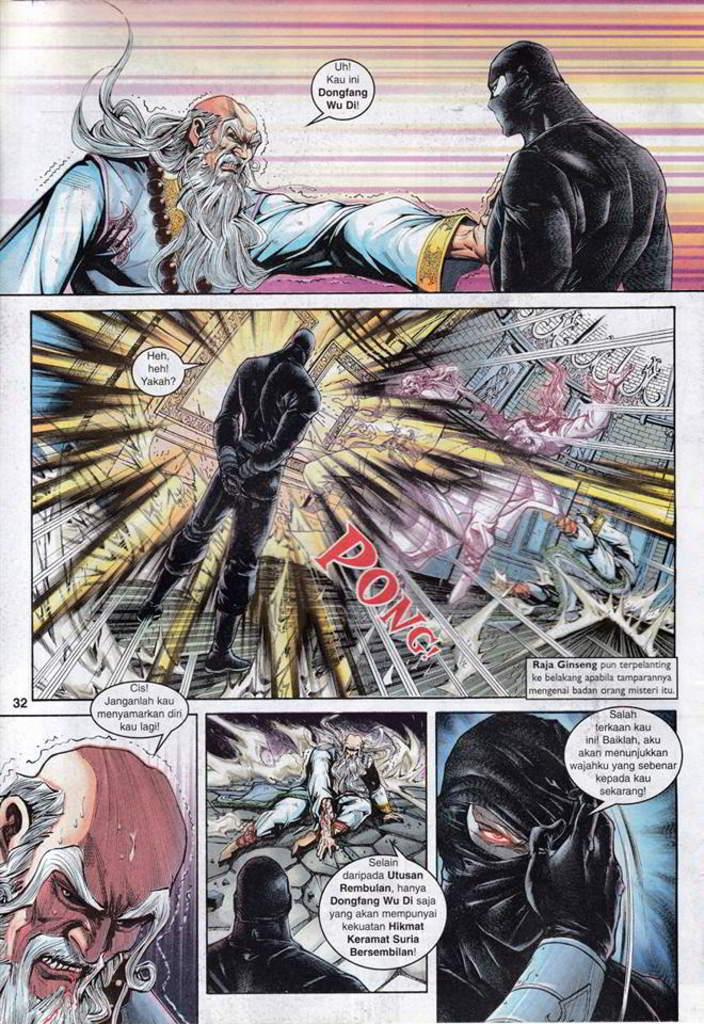 Uh!
Kau ini
Dongfang
Wu Di!
Heh,
heh!
Yakah?
PONG!
Raja Ginseng pun terpelanting
ke belakang apabila tamparannya
mengenai badan orang misteri itu.
32
Cis!
Janganlah kau
menyamarkan diri
kau lagi!
Selain
daripada Utusan
Rembulan, hanya
Dongfang Wu Di saja
yang akan mempunyai
kekuatan Hikmat
Keramat Suria
Bersembilan!
Salah
terkaan kau
ini! Baiklah, aku
akan menunjukkan
wajahku yang sebenar
kepada kau
sekarang!